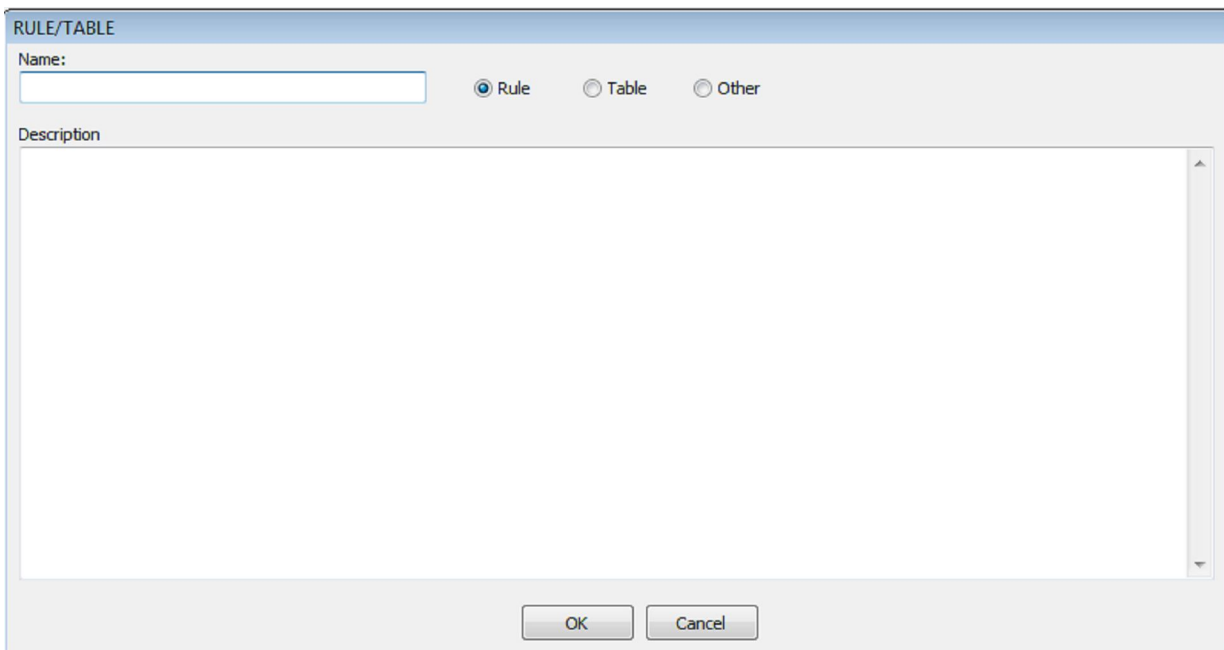 RULE/TABLE
Name:
Rule Table Other
Description
OK Cancel